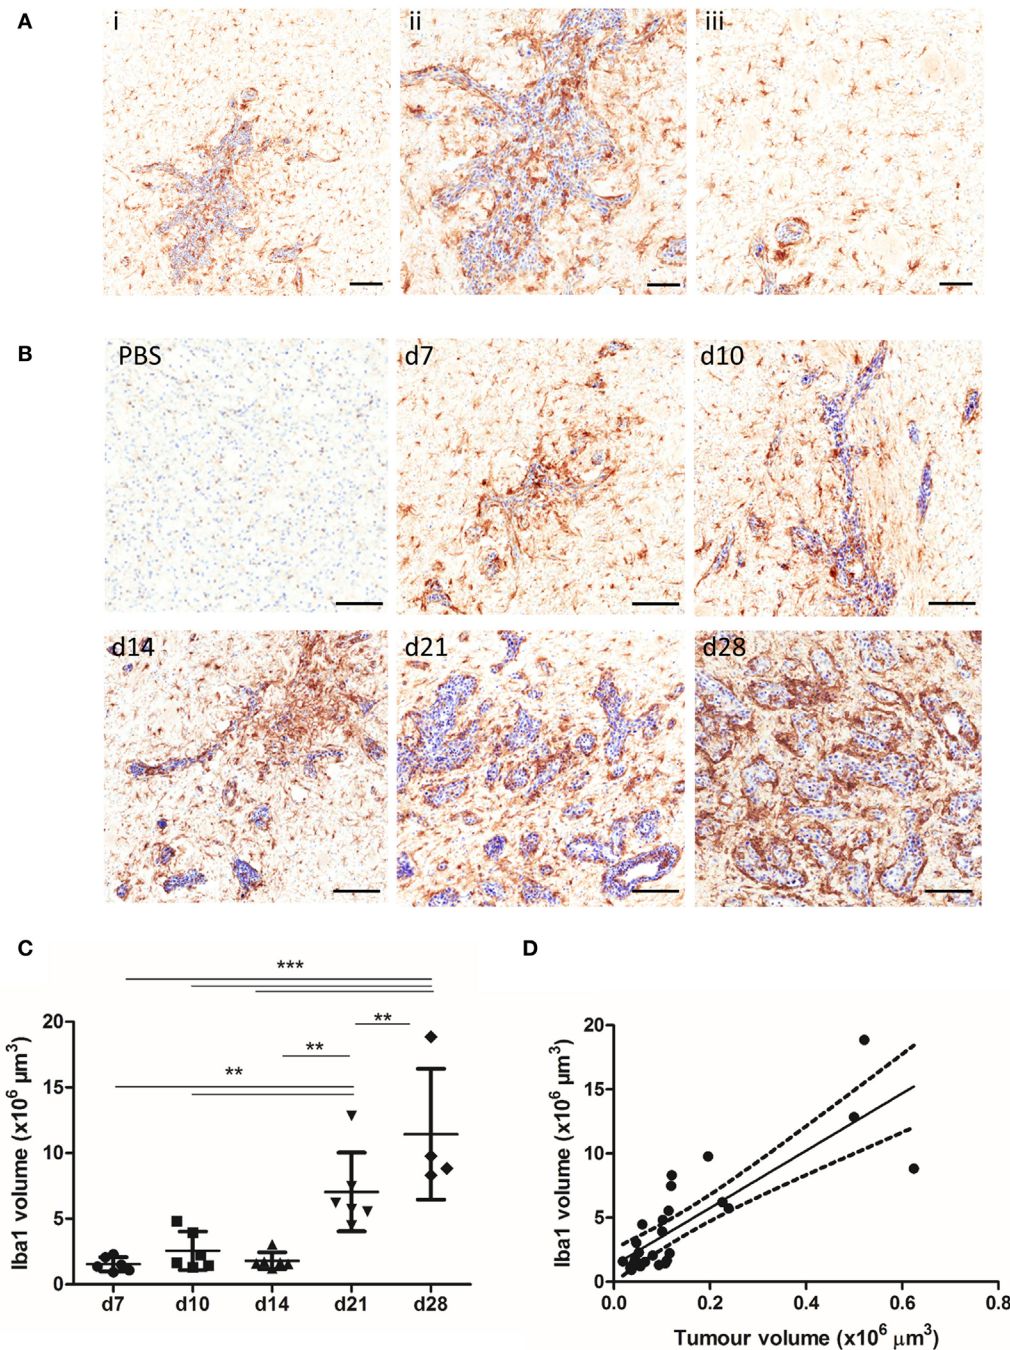 A
i
ii
iii
B
PBS
d7
d10
d14
d21
d28
C
D
***
**
**
**
Iba1 volume (x10⁶ µm³)
20
15
10
5
0
d7
d10
d14
d21
d28
Iba1 volume (x10⁶ µm³)
20
15
10
5
0
0.0
0.2
0.4
0.6
0.8
Tumour volume (x10⁶ µm³)